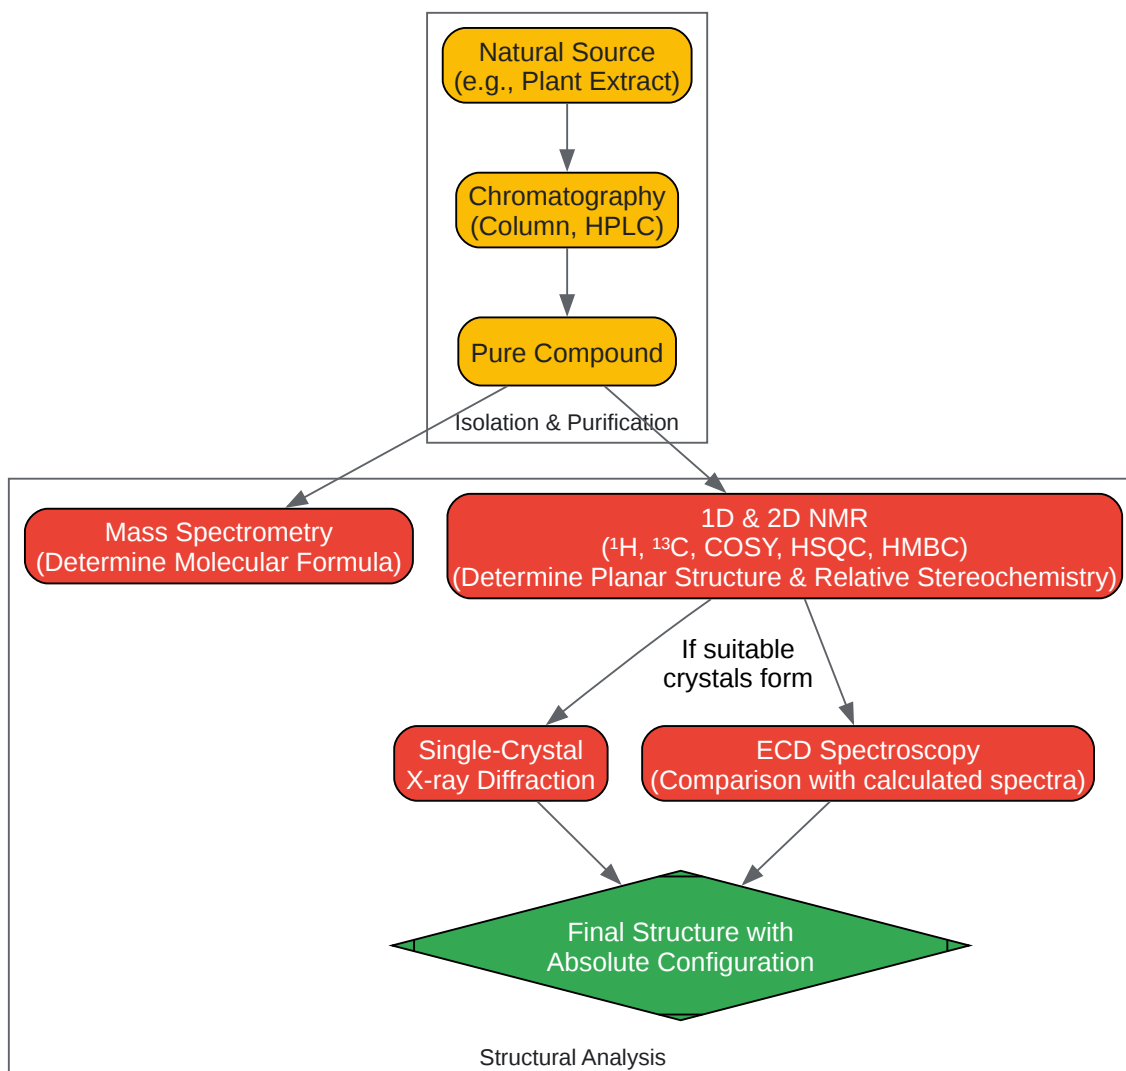 Natural Source
(e.g., Plant Extract)
Chromatography
(Column, HPLC)
Pure Compound
Isolation & Purification
Mass Spectrometry
(Determine Molecular Formula)
1D & 2D NMR
(¹H, ¹³C, COSY, HSQC, HMBC)
(Determine Planar Structure & Relative Stereochemistry)
If suitable
crystals form
Single-Crystal
X-ray Diffraction
ECD Spectroscopy
(Comparison with calculated spectra)
Final Structure with
Absolute Configuration
Structural Analysis